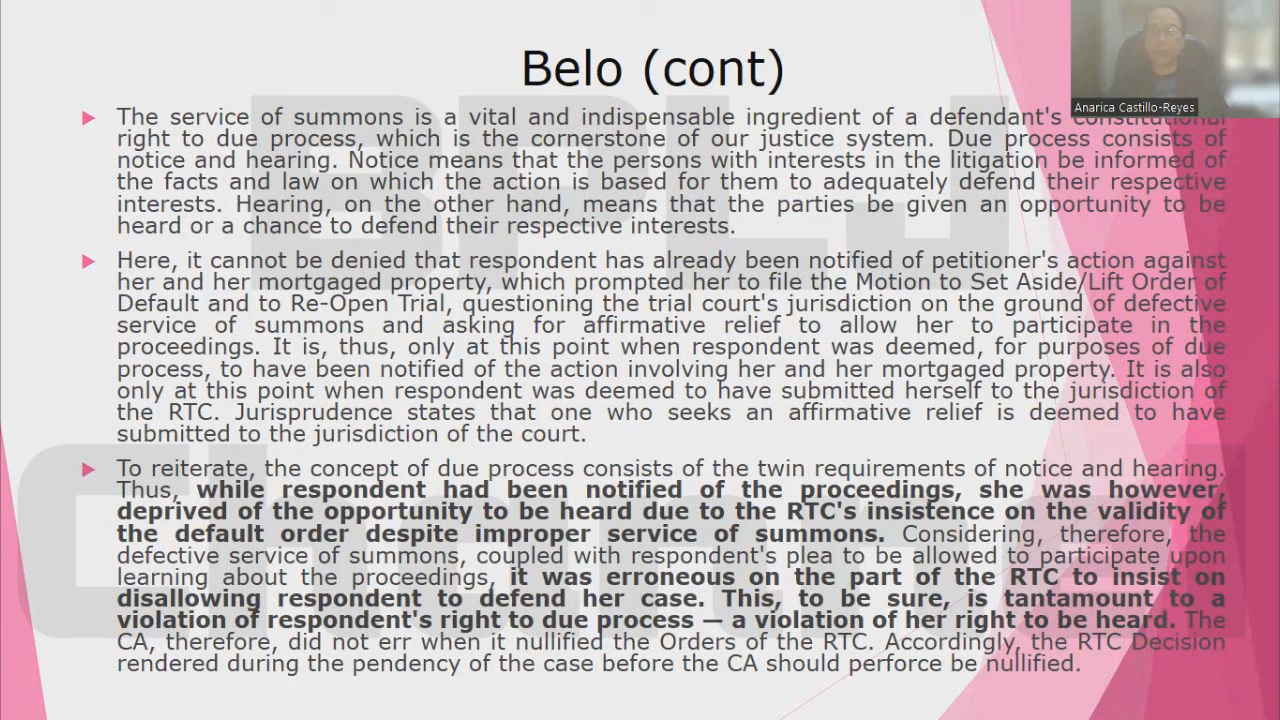 Belo (cont)
Anarica Castillo-Reyes
The service of summons is a vital and indispensable ingredient of a defendant's constitutional
right to due process, which is the cornerstone of our justice system. Due process consists of
notice and hearing. Notice means that the persons with interests in the litigation be informed of
the facts and law on which the action is based for them to adequately defend their respective
interests. Hearing, on the other hand, means that the parties be given an opportunity to be
heard or a chance to defend their respective interests.
Here, it cannot be denied that respondent has already been notified of petitioner's action against
her and her mortgaged property, which prompted her to file the Motion to Set Aside/Lift Order of
Default and to Re-Open Trial, questioning the trial court's jurisdiction on the ground of defective
service of summons and asking for affirmative relief to allow her to participate in the
proceedings. It is, thus, only at this point when respondent was deemed, for purposes of due
process, to have been notified of the action involving her and her mortgaged property. It is also
only at this point when respondent was deemed to have submitted herself to the jurisdiction of
the RTC. Jurisprudence states that one who seeks an affirmative relief is deemed to have
submitted to the jurisdiction of the court.
To reiterate, the concept of due process consists of the twin requirements of notice and hearing.
Thus, while respondent had been notified of the proceedings, she was however,
deprived of the opportunity to be heard due to the RTC's insistence on the validity of
the default order despite improper service of summons. Considering, therefore, the
defective service of summons, coupled with respondent's plea to be allowed to participate upon
learning about the proceedings, it was erroneous on the part of the RTC to insist on
disallowing respondent to defend her case. This, to be sure, is tantamount to a
violation of respondent's right to due process — a violation of her right to be heard. The
CA, therefore, did not err when it nullified the Orders of the RTC. Accordingly, the RTC Decision
rendered during the pendency of the case before the CA should perforce be nullified.